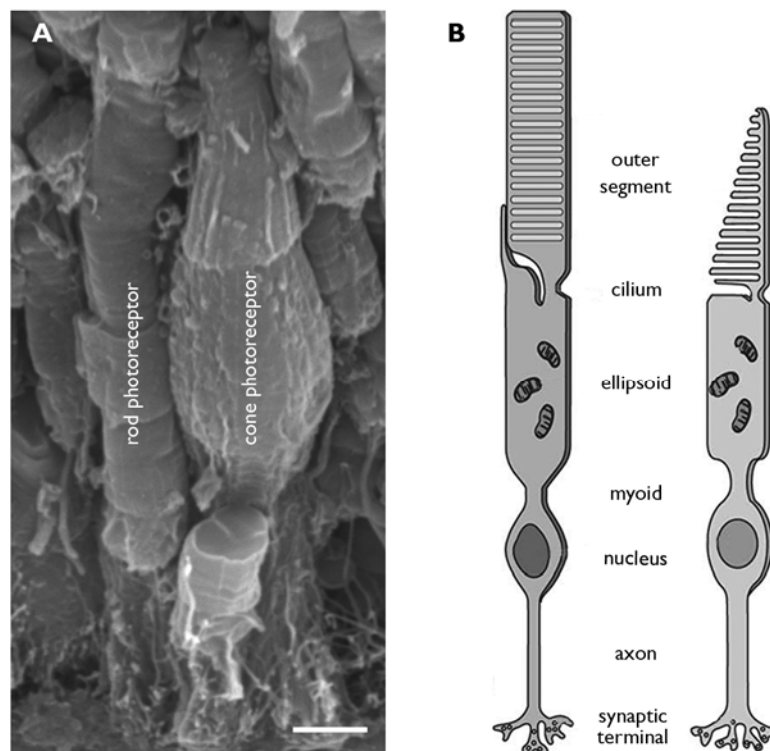 A
rod photoreceptor
cone photoreceptor
B
outer
segment
cilium
ellipsoid
myoid
nucleus
axon
synaptic
terminal